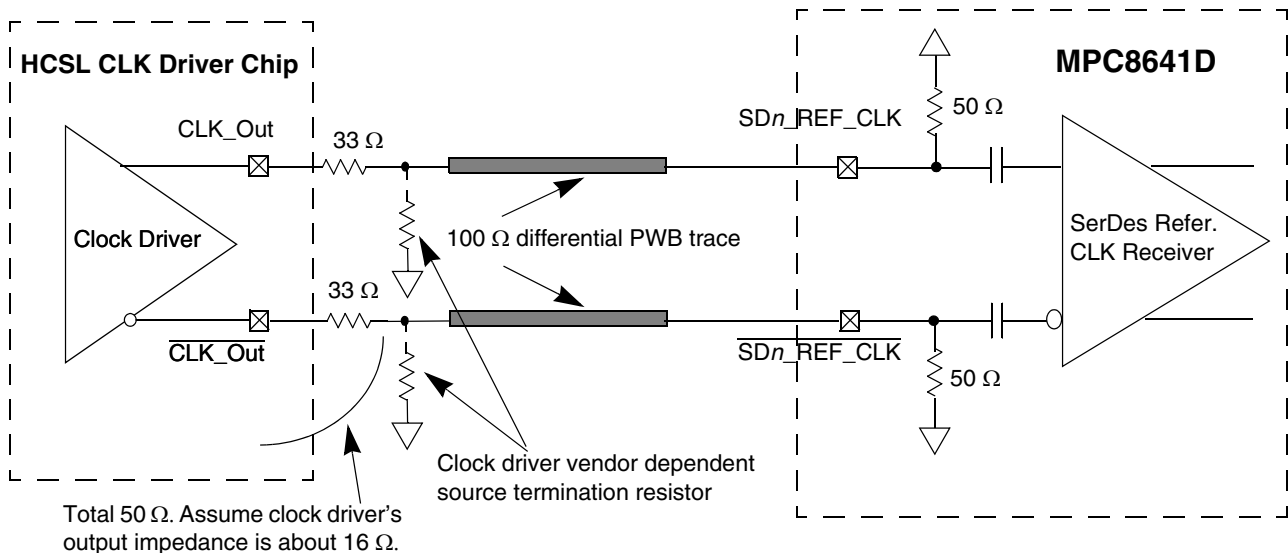 HCSL CLK Driver Chip
MPC8641D
CLK_Out
33 Ω
SDn_REF_CLK
50 Ω
Clock Driver
100 Ω differential PWB trace
SerDes Refer.
CLK Receiver
33 Ω
CLK_Out
SDn_REF_CLK
50 Ω
Clock driver vendor dependent
source termination resistor
Total 50 Ω. Assume clock driver's
output impedance is about 16 Ω.